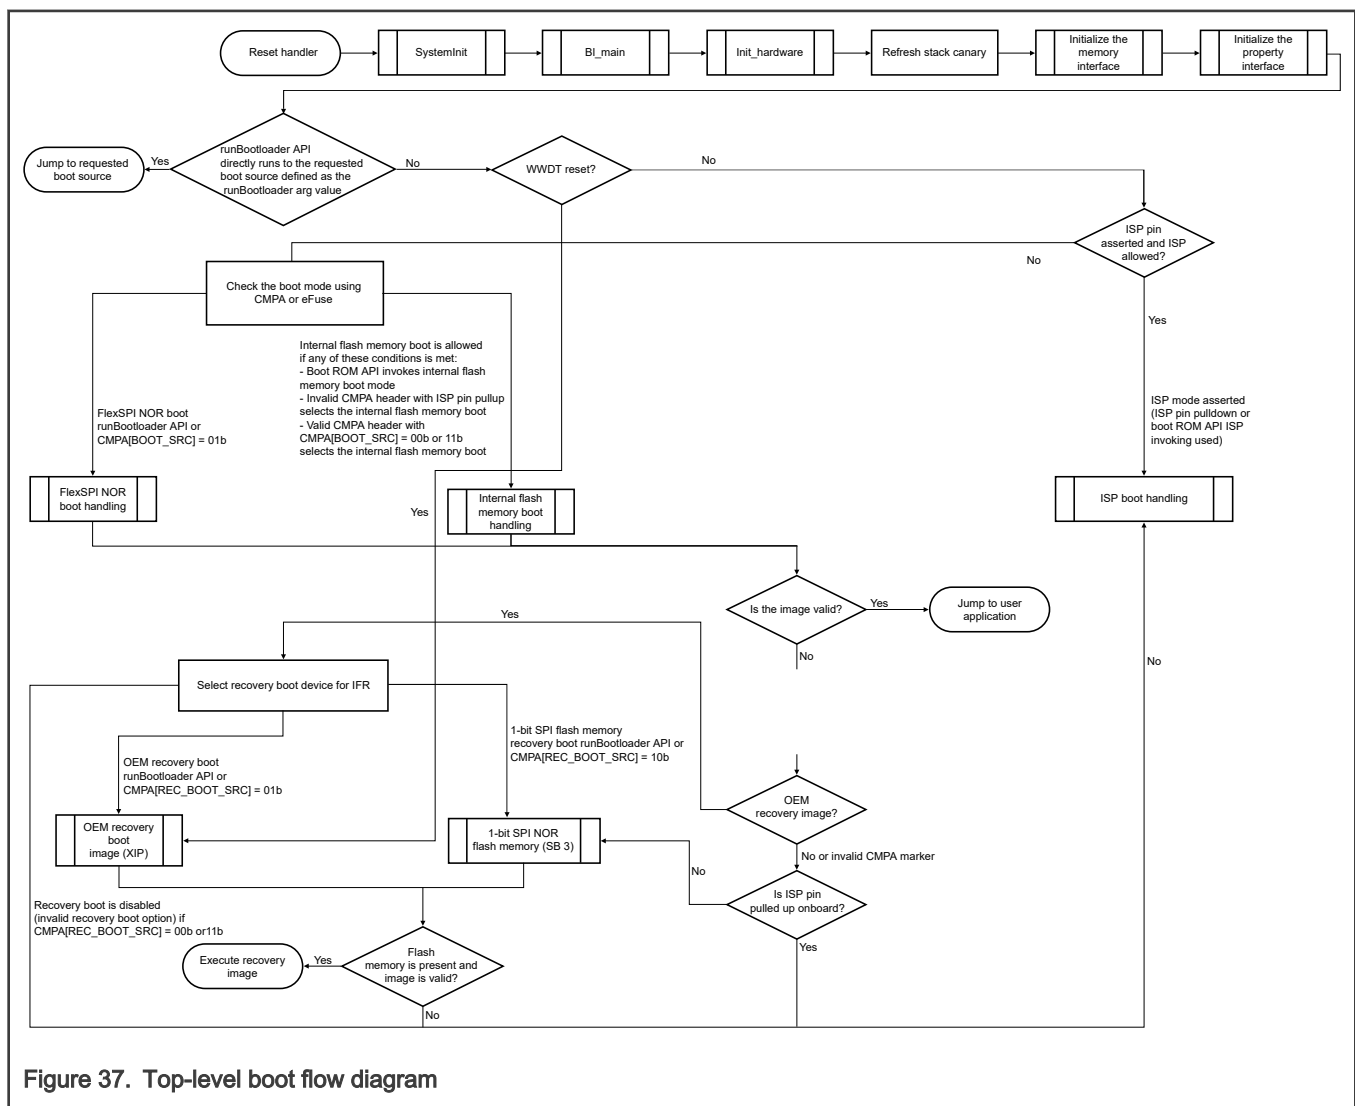 Reset handler
SystemInit
BI_main
Init_hardware
Refresh stack canary
Initialize the
memory
interface
Initialize the
property
interface
Jump to requested
boot source
Yes
runBootloader API
directly runs to the requested
boot source defined as the
runBootloader arg value
No
WWDT reset?
No
ISP pin
asserted and ISP
allowed?
No
Check the boot mode using
CMPA or eFuse
Yes
Internal flash memory boot is allowed
if any of these conditions is met:
- Boot ROM API invokes internal flash
memory boot mode
- Invalid CMPA header with ISP pin pullup
selects the internal flash memory boot
- Valid CMPA header with
CMPA[BOOT_SRC] = 00b or 11b
selects the internal flash memory boot
FlexSPI NOR boot
runBootloader API or
CMPA[BOOT_SRC] = 01b
ISP mode asserted
(ISP pin pulldown or
boot ROM API ISP
invoking used)
FlexSPI NOR
boot handling
Yes
Internal flash
memory boot
handling
ISP boot handling
Is the image valid?
Yes
Jump to user
application
Yes
No
No
Select recovery boot device for IFR
1-bit SPI flash memory
recovery boot runBootloader API or
CMPA[REC_BOOT_SRC] = 10b
OEM recovery boot
runBootloader API or
CMPA[REC_BOOT_SRC] = 01b
OEM
recovery image?
OEM recovery
boot
image (XIP)
1-bit SPI NOR
flash memory (SB 3)
No or invalid CMPA marker
No
Is ISP pin
pulled up onboard?
Recovery boot is disabled
(invalid recovery boot option) if
CMPA[REC_BOOT_SRC] = 00b or11b
Yes
Execute recovery
image
Yes
Flash
memory is present and
image is valid?
No
Figure 37. Top-level boot flow diagram